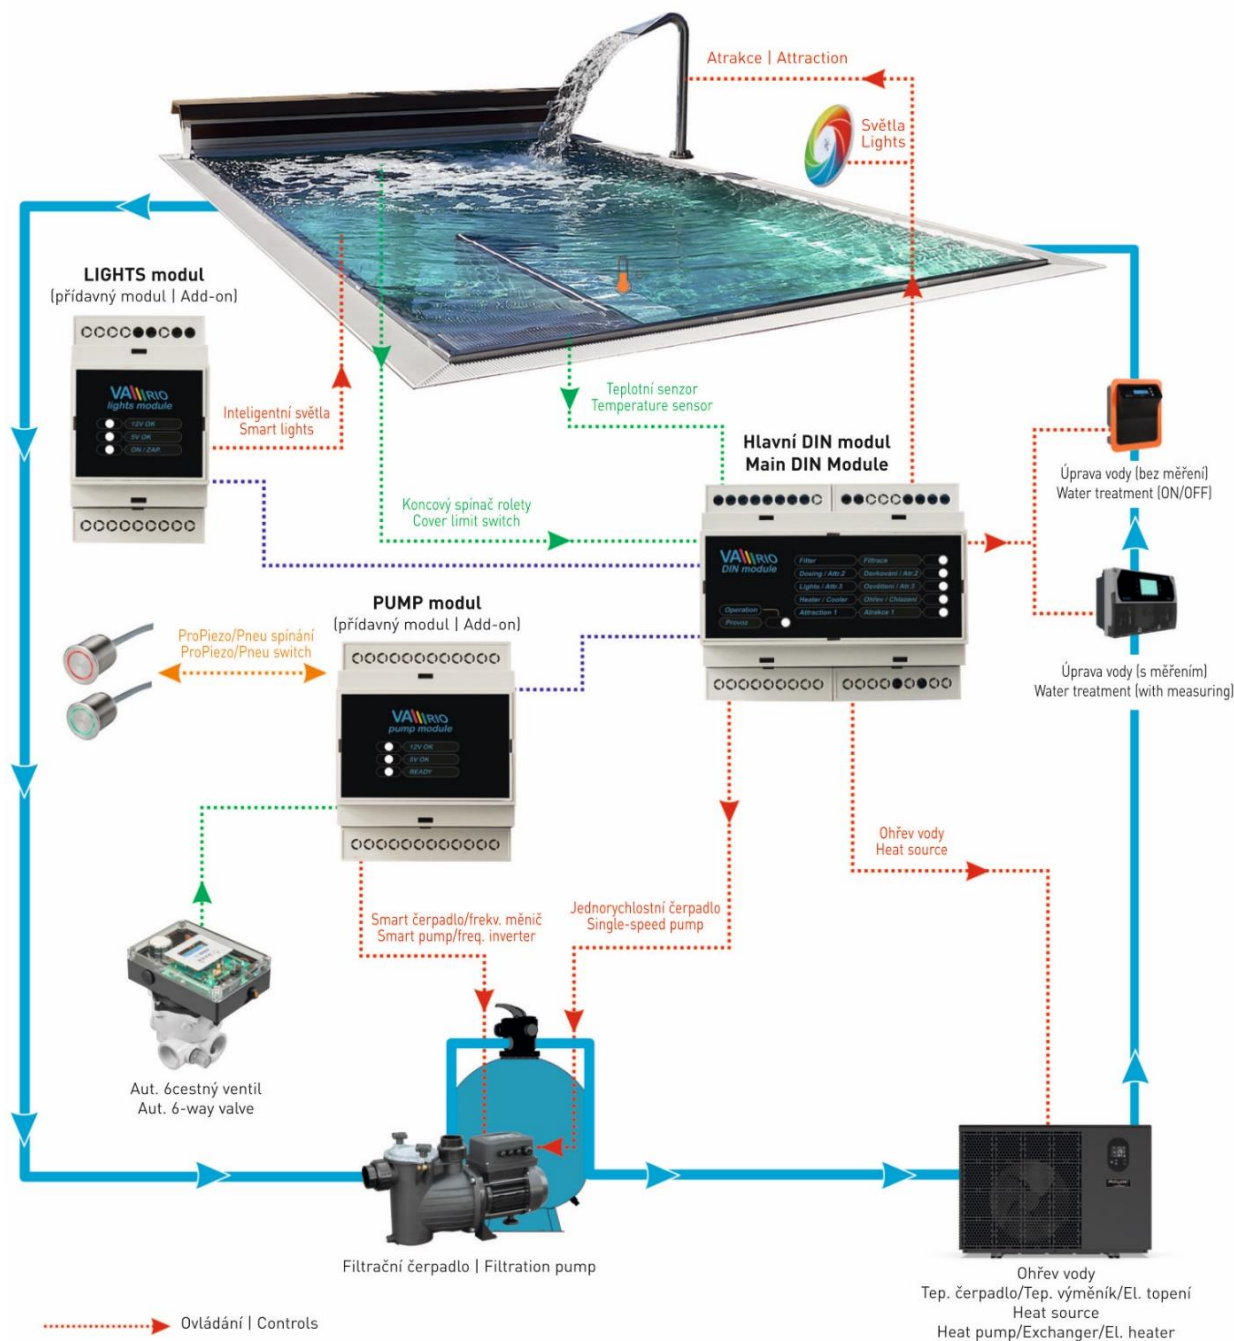 Atrakce | Attraction
Světla
Lights
LIGHTS modul
(přídavný modul | Add-on)
VA RIO
lights module
12V OK
5V OK
ON / ZAP.
Inteligentní světla
Smart lights
Teplotní senzor
Temperature sensor
Koncový spínač rolety
Cover limit switch
Hlavní DIN modul
Main DIN Module
VA RIO
DIN module
Filter
Filtrace
Dosing / Attr.2
Dávkování / Atr.2
Lights / Attr.3
Osvětlení / Atr.3
Heater / Cooler
Ohřev / Chlazení
Attraction 1
Atrakce 1
Operation
Provoz
Úprava vody (bez měření)
Water treatment (ON/OFF)
Úprava vody (s měřením)
Water treatment (with measuring)
PUMP modul
(přídavný modul | Add-on)
ProPiezo/Pneu spínání
ProPiezo/Pneu switch
VA RIO
pump module
12V OK
5V OK
READY
Ohřev vody
Heat source
Smart čerpadlo/frekv. měnič
Smart pump/freq. inverter
Jednorychlostní čerpadlo
Single-speed pump
Aut. 6cestný ventil
Aut. 6-way valve
Filtrační čerpadlo | Filtration pump
Ohřev vody
Tep. čerpadlo/Tep. výměník/El. topení
Heat source
Heat pump/Exchanger/El. heater
Ovládání | Controls